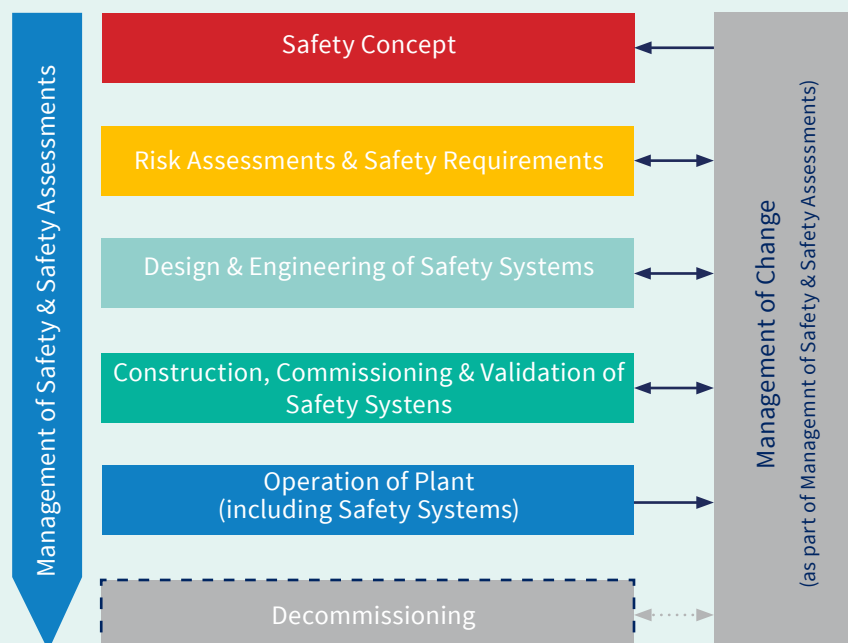 Management of Safety & Safety Assessments
Safety Concept
Risk Assessments & Safety Requirements
Design & Engineering of Safety Systems
Construction, Commissioning & Validation of
Safety Systens
Operation of Plant
(including Safety Systems)
Decommissioning
Management of Change
(as part of Managemnt of Safety & Safety Assessments)